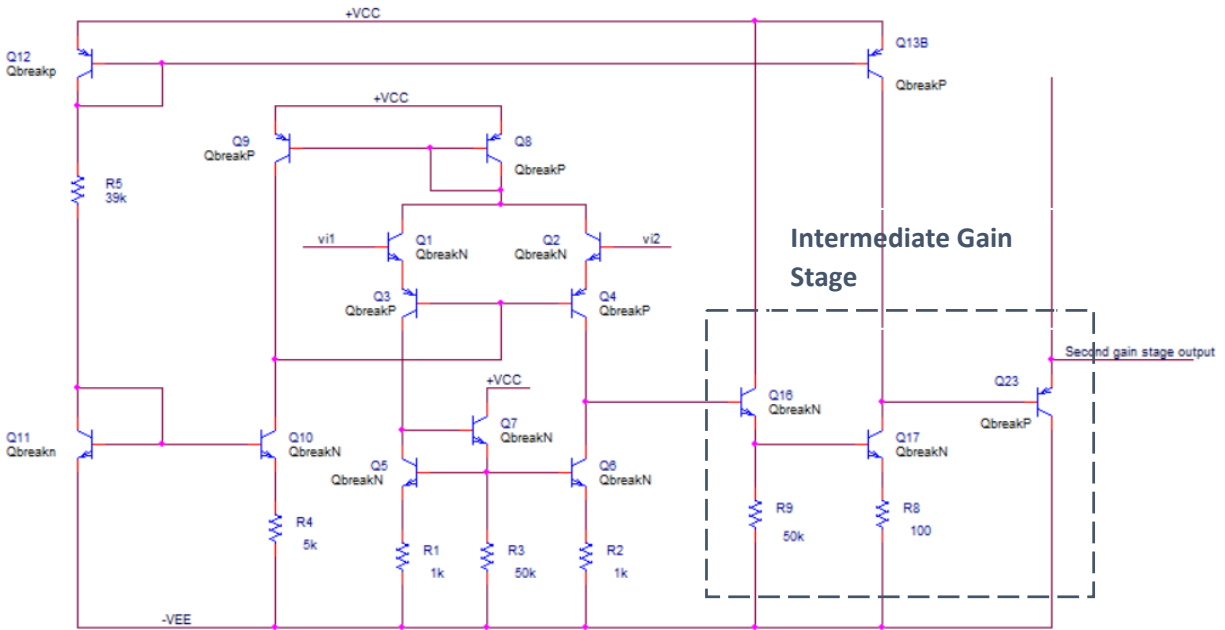 +VCC
Q12
Qbreakp
Q13B
QbreakP
+VCC
Q9
QbreakP
Q8
QbreakP
R5
39k
vi1
Q1
QbreakN
Q2
QbreakN
vi2
Intermediate Gain
Stage
Q3
QbreakP
Q4
QbreakP
Second gain stage output
+VCC
Q16
QbreakN
Q23
QbreakP
Q11
Qbreakn
Q10
QbreakN
Q7
QbreakN
Q5
QbreakN
Q6
QbreakN
Q17
QbreakN
R4
5k
R1
1k
R3
50k
R2
1k
R9
50k
R8
100
-VEE